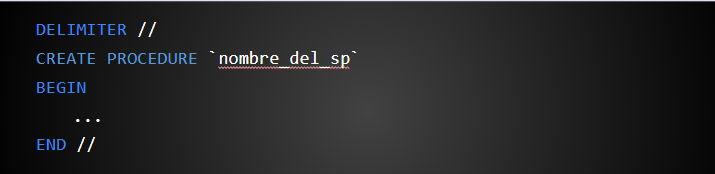 DELIMITER //
CREATE PROCEDURE `nombre_del_sp`
BEGIN
...
END //